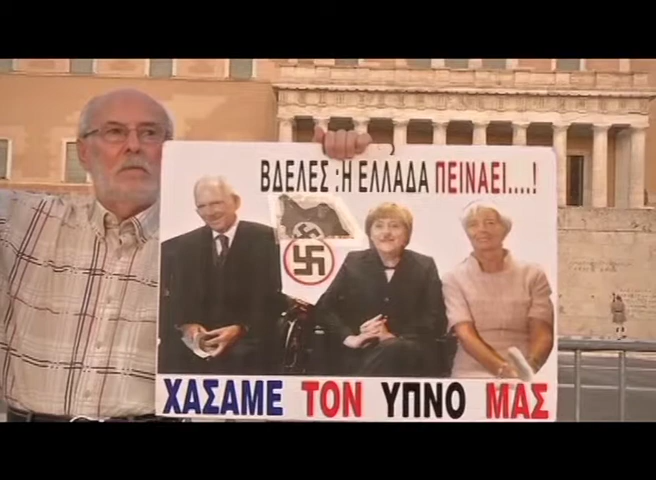 ΒΔΕΛΕΣ :Η ΕΛΛΑΔΑ ΠΕΙΝΑΕΙ....!
ΧΑΣΑΜΕ ΤΟΝ ΥΠΝΟ ΜΑΣ